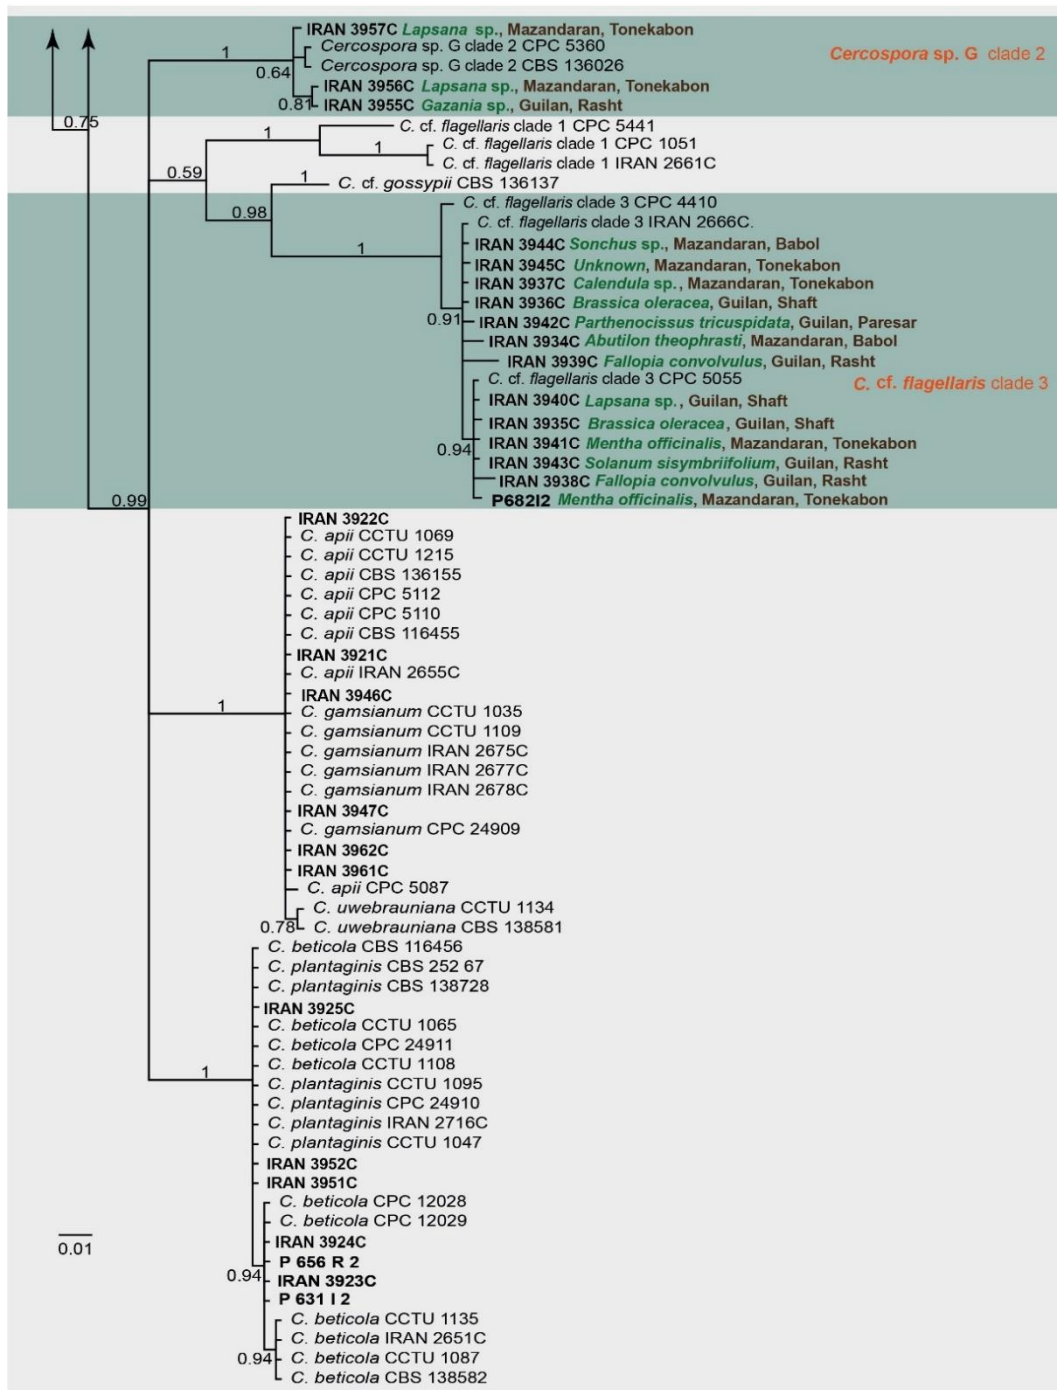 IRAN 3957C Lapsana sp., Mazandaran, Tonekabon
1
Cercospora sp. G clade 2 CPC 5360
Cercospora sp. G clade 2
0.64
Cercospora sp. G clade 2 CBS 136026
IRAN 3956C Lapsana sp., Mazandaran, Tonekabon
0.81
IRAN 3955C Gazania sp., Guilan, Rasht
0.75
C. cf. flagellaris clade 1 CPC 5441
1
C. cf. flagellaris clade 1 CPC 1051
1
C. cf. flagellaris clade 1 IRAN 2661C
0.59
1
C. cf. gossypii CBS 136137
0.98
C. cf. flagellaris clade 3 CPC 4410
C. cf. flagellaris clade 3 IRAN 2666C.
1
IRAN 3944C Sonchus sp., Mazandaran, Babol
IRAN 3945C Unknown, Mazandaran, Tonekabon
IRAN 3937C Calendula sp., Mazandaran, Tonekabon
IRAN 3936C Brassica oleracea, Guilan, Shaft
0.91
IRAN 3942C Parthenocissus tricuspidata, Guilan, Paresar
IRAN 3934C Abutilon theophrasti, Mazandaran, Babol
IRAN 3939C Fallopia convolvulus, Guilan, Rasht
C. cf. flagellaris clade 3 CPC 5055
C. cf. flagellaris clade 3
IRAN 3940C Lapsana sp., Guilan, Shaft
IRAN 3935C Brassica oleracea, Guilan, Shaft
IRAN 3941C Mentha officinalis, Mazandaran, Tonekabon
0.94
IRAN 3943C Solanum sisymbriifolium, Guilan, Rasht
IRAN 3938C Fallopia convolvulus, Guilan, Rasht
P682I2 Mentha officinalis, Mazandaran, Tonekabon
0.99
IRAN 3922C
C. apii CCTU 1069
C. apii CCTU 1215
C. apii CBS 136155
C. apii CPC 5112
C. apii CPC 5110
C. apii CBS 116455
IRAN 3921C
C. apii IRAN 2655C
IRAN 3946C
1
C. gamsianum CCTU 1035
C. gamsianum CCTU 1109
C. gamsianum IRAN 2675C
C. gamsianum IRAN 2677C
C. gamsianum IRAN 2678C
IRAN 3947C
C. gamsianum CPC 24909
IRAN 3962C
IRAN 3961C
C. apii CPC 5087
C. uwebrauniana CCTU 1134
0.78
C. uwebrauniana CBS 138581
C. beticola CBS 116456
C. plantaginis CBS 252 67
C. plantaginis CBS 138728
IRAN 3925C
C. beticola CCTU 1065
C. beticola CPC 24911
C. beticola CCTU 1108
1
C. plantaginis CCTU 1095
C. plantaginis CPC 24910
C. plantaginis IRAN 2716C
C. plantaginis CCTU 1047
IRAN 3952C
IRAN 3951C
C. beticola CPC 12028
C. beticola CPC 12029
0.01
IRAN 3924C
P 656 R 2
0.94
IRAN 3923C
P 631 I 2
C. beticola CCTU 1135
C. beticola IRAN 2651C
0.94
C. beticola CCTU 1087
C. beticola CBS 138582